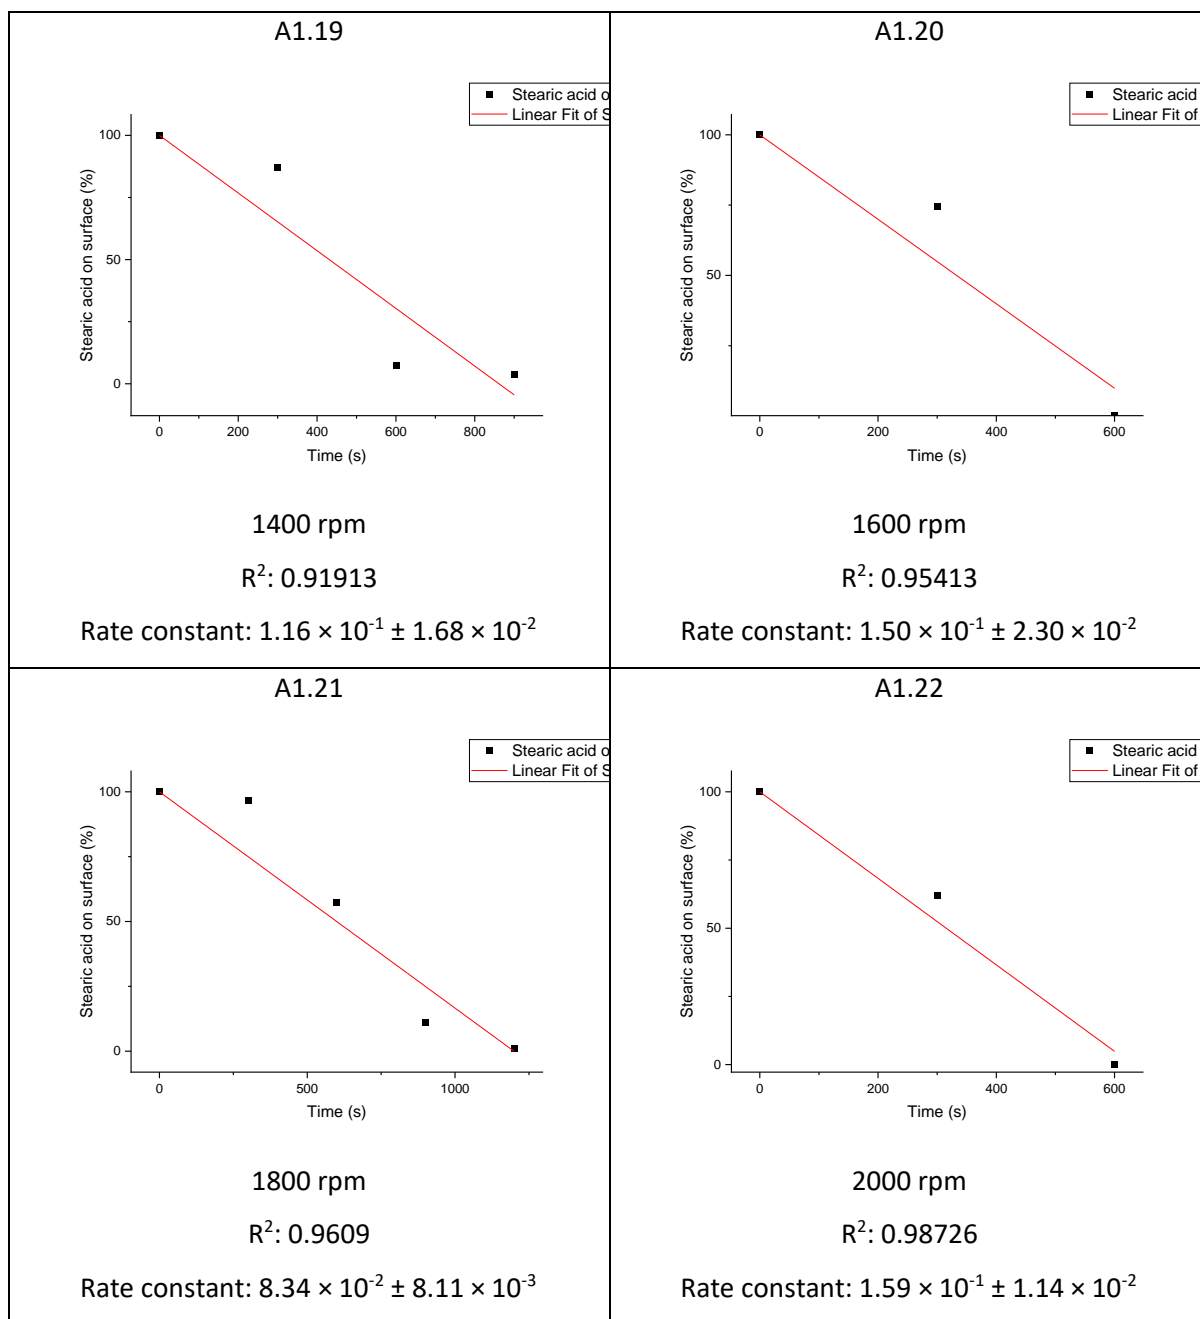 A1.19
Stearic acid o
Linear Fit of S
100
50
0
Stearic acid on surface (%)
0 200 400 600 800
Time (s)
1400 rpm
R²: 0.91913
Rate constant: 1.16 × 10⁻¹ ± 1.68 × 10⁻²
A1.20
Stearic acid
Linear Fit of
100
50
Stearic acid on surface (%)
0 200 400 600
Time (s)
1600 rpm
R²: 0.95413
Rate constant: 1.50 × 10⁻¹ ± 2.30 × 10⁻²
A1.21
Stearic acid o
Linear Fit of S
100
50
0
Stearic acid on surface (%)
0 500 1000
Time (s)
1800 rpm
R²: 0.9609
Rate constant: 8.34 × 10⁻² ± 8.11 × 10⁻³
A1.22
Stearic acid
Linear Fit of
100
50
0
Stearic acid on surface (%)
0 200 400 600
Time (s)
2000 rpm
R²: 0.98726
Rate constant: 1.59 × 10⁻¹ ± 1.14 × 10⁻²